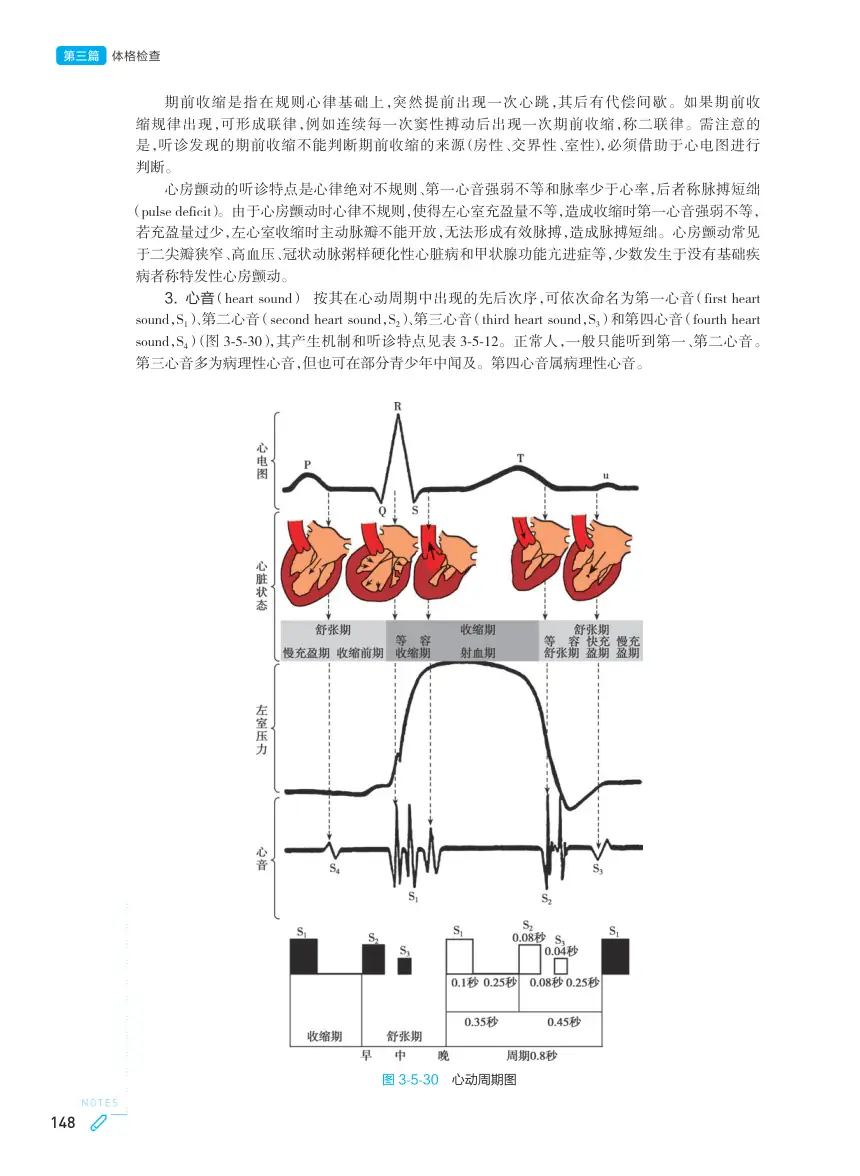 第三篇 体格检查
期前收缩是指在规则心律基础上,突然提前出现一次心跳,其后有代偿间歇。如果期前收
缩规律出现,可形成联律,例如连续每一次窦性搏动后出现一次期前收缩,称二联律。需注意的
是,听诊发现的期前收缩不能判断期前收缩的来源(房性、交界性、室性),必须借助于心电图进行
判断。
心房颤动的听诊特点是心律绝对不规则、第一心音强弱不等和脉率少于心率,后者称脉搏短绌
(pulse deficit)。由于心房颤动时心律不规则,使得左心室充盈量不等,造成收缩时第一心音强弱不等,
若充盈量过少,左心室收缩时主动脉瓣不能开放,无法形成有效脉搏,造成脉搏短绌。心房颤动常见
于二尖瓣狭窄、高血压、冠状动脉粥样硬化性心脏病和甲状腺功能亢进症等,少数发生于没有基础疾
病者称特发性心房颤动。
3. 心音(heart sound) 按其在心动周期中出现的先后次序,可依次命名为第一心音(first heart
sound,S₁)、第二心音(second heart sound,S₂)、第三心音(third heart sound,S₃)和第四心音(fourth heart
sound,S₄)(图 3-5-30),其产生机制和听诊特点见表 3-5-12。正常人,一般只能听到第一、第二心音。
第三心音多为病理性心音,但也可在部分青少年中闻及。第四心音属病理性心音。
心电图
P
R
Q S
T
u
心脏状态
舒张期 收缩期 舒张期
等 容 等 容 快充 慢充
慢充盈期 收缩前期 收缩期 射血期 舒张期 盈期 盈期
左室压力
心音
S₄
S₁
S₂
S₃
S₁ S₂ S₃ S₁ S₂ S₃ S₁
0.08秒
0.04秒
0.1秒 0.25秒 0.08秒 0.25秒
0.35秒 0.45秒
收缩期 舒张期
早 中 晚 周期0.8秒
图 3-5-30 心动周期图
NOTES
148